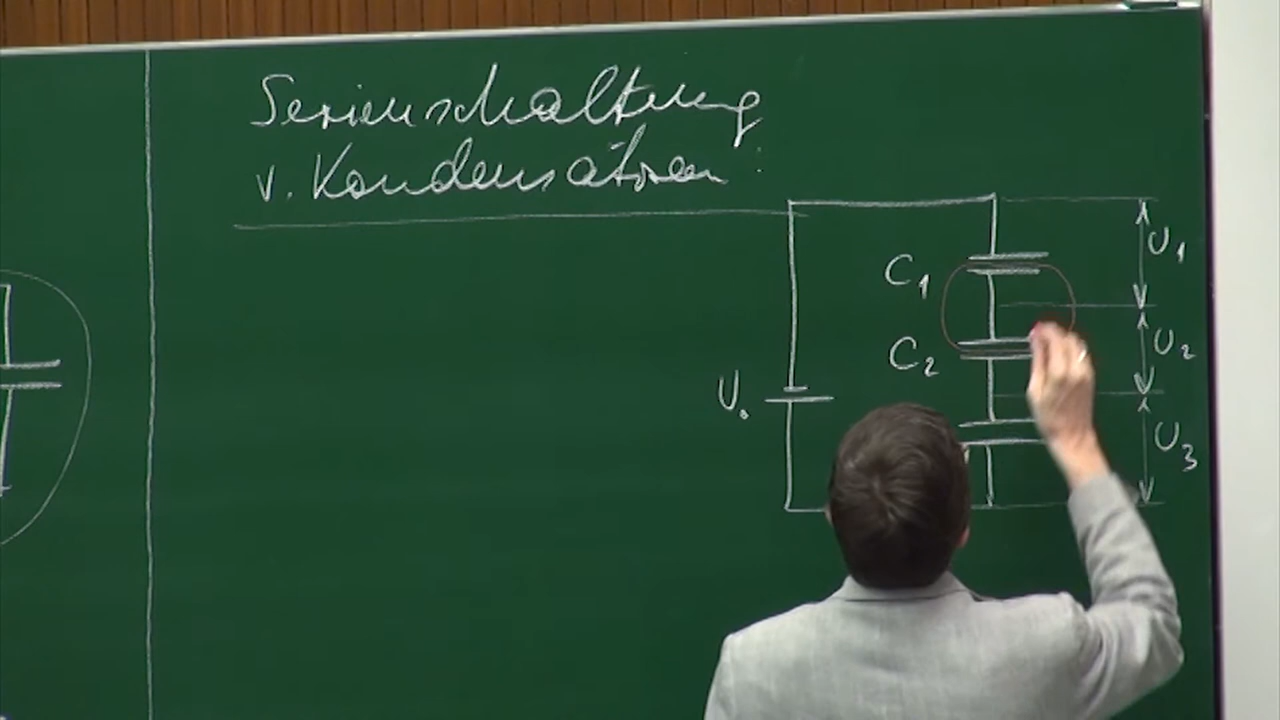 Serienschaltung
v. Kondensatoren:
C₁
U₁
C₂
U₂
U₀
U₃